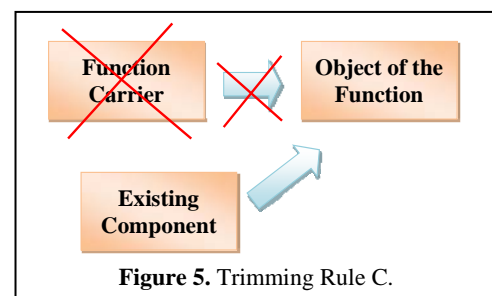 Function
Carrier
Object of the
Function
Existing
Component
Figure 5. Trimming Rule C.